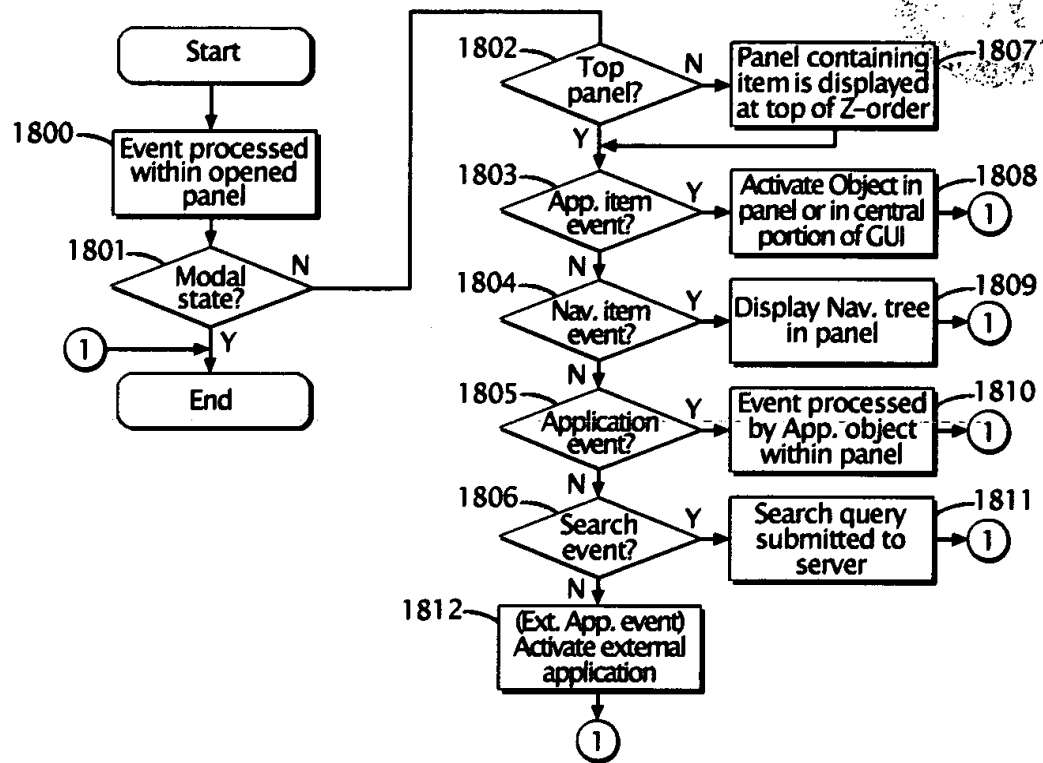 Start
1800
Event processed
within opened
panel
1801
Modal
state?
N
Y
1
End
1802
Top
panel?
N
Y
1807
Panel containing
item is displayed
at top of Z-order
1803
App. item
event?
Y
N
1808
Activate Object in
panel or in central
portion of GUI
1
1804
Nav. item
event?
Y
N
1809
Display Nav. tree
in panel
1
1805
Application
event?
Y
N
1810
Event processed
by App. object
within panel
1
1806
Search
event?
Y
N
1811
Search query
submitted to
server
1
1812
(Ext. App. event)
Activate external
application
1